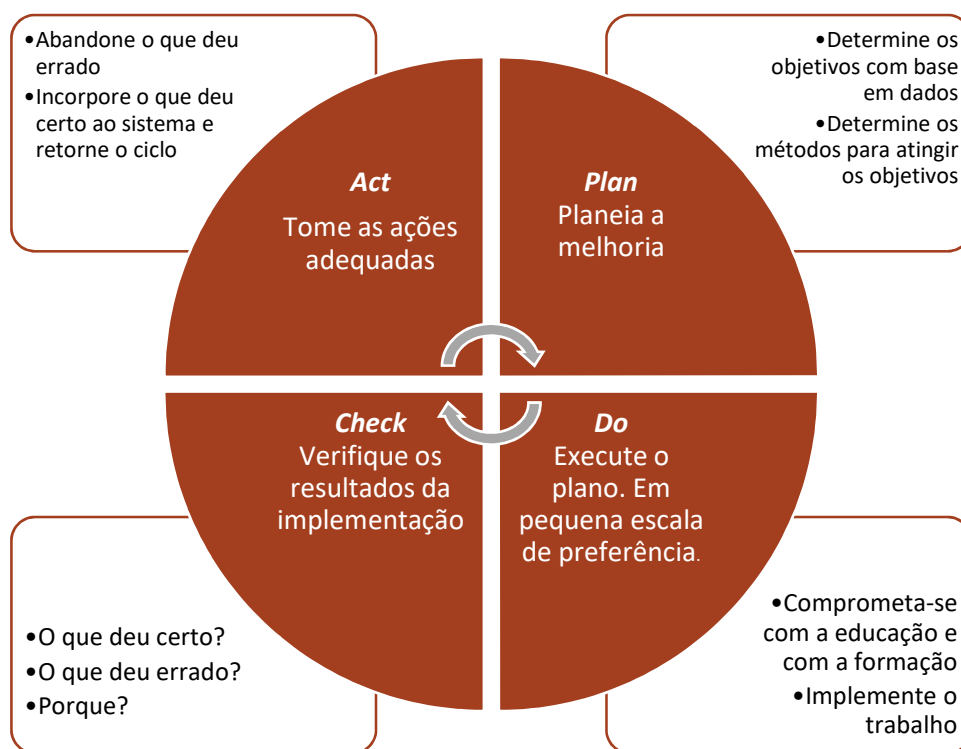 •Abandone o que deu
errado
•Incorpore o que deu
certo ao sistema e
retorne o ciclo
•Determine os
objetivos com base
em dados
•Determine os
métodos para atingir
os objetivos
Act
Tome as ações
adequadas
Plan
Planeia a
melhoria
Check
Verifique os
resultados da
implementação
Do
Execute o
plano. Em
pequena escala
de preferência.
•O que deu certo?
•O que deu errado?
•Porque?
•Comprometa-se
com a educação e
com a formação
•Implemente o
trabalho